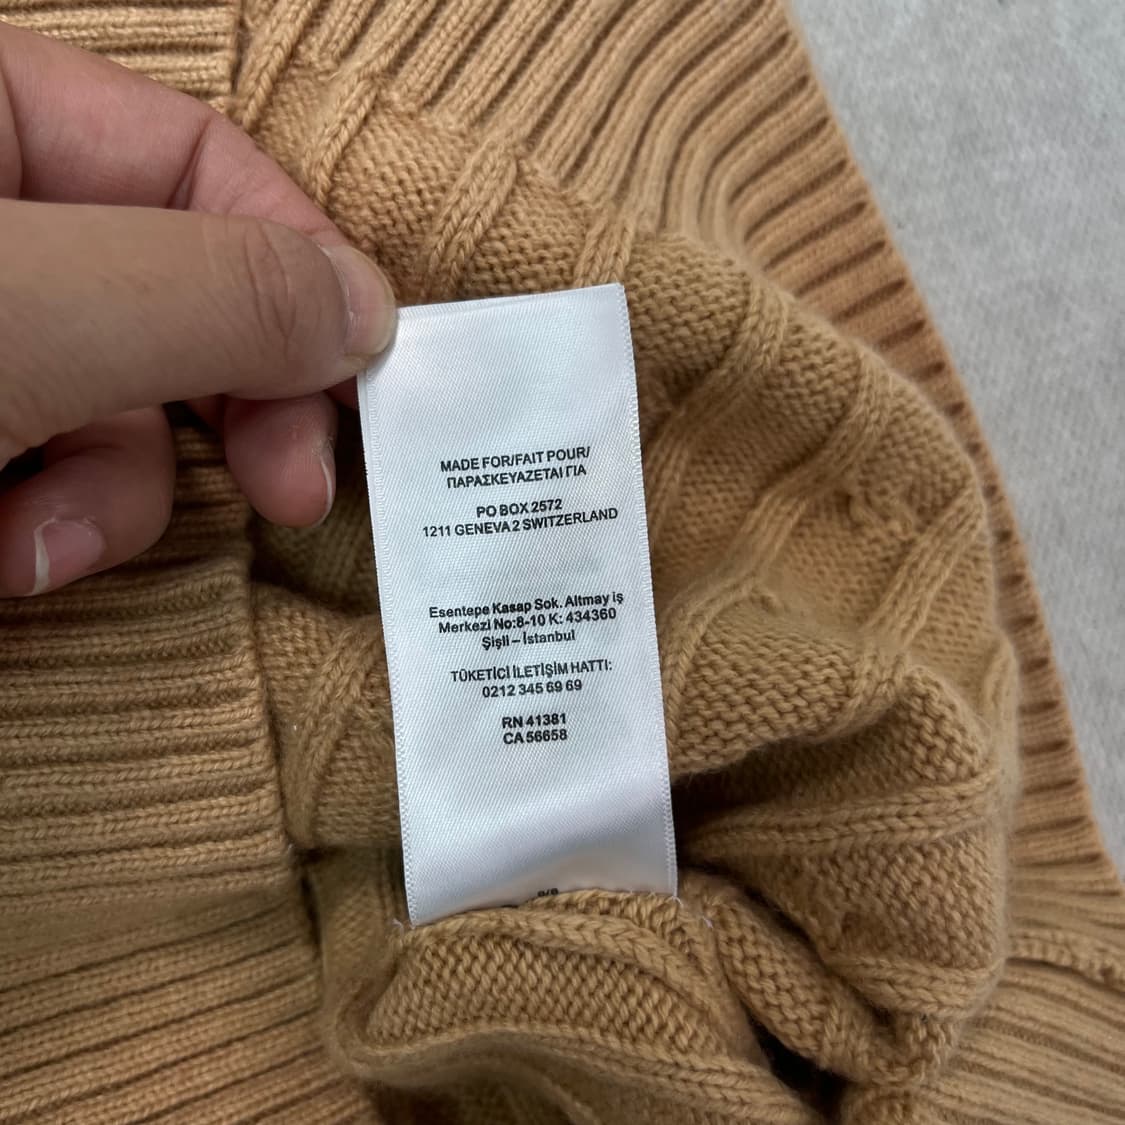 MADE FOR/FAIT POUR/
ΠΑΡΑΣΚΕΥΑΖΕΤΑΙ ΓΙΑ
PO BOX 2572
1211 GENEVA 2 SWITZERLAND
Esentepe Kasap Sok. Altmay iş
Merkezi No:8-10 K: 434360
Şişli – İstanbul
TÜKETİCİ İLETİŞİM HATTI:
0212 345 69 69
RN 41381
CA 56658